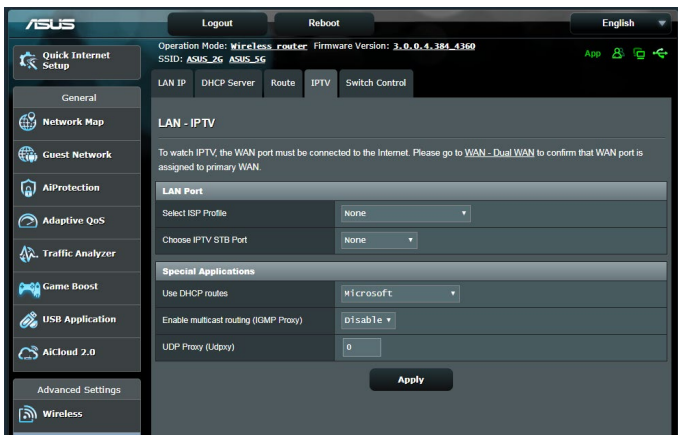 ASUS
Logout
Reboot
English
Quick Internet
Setup
Operation Mode: Wireless router Firmware Version: 3.0.0.4.384_4360
SSID: ASUS_2G ASUS_5G
App
LAN IP
DHCP Server
Route
IPTV
Switch Control
General
Network Map
Guest Network
AiProtection
Adaptive QoS
Traffic Analyzer
Game Boost
USB Application
AiCloud 2.0
Advanced Settings
Wireless
LAN - IPTV
To watch IPTV, the WAN port must be connected to the Internet. Please go to WAN - Dual WAN to confirm that WAN port is
assigned to primary WAN.
LAN Port
Select ISP Profile
None
Choose IPTV STB Port
None
Special Applications
Use DHCP routes
Microsoft
Enable multicast routing (IGMP Proxy)
Disable
UDP Proxy (Udpxy)
0
Apply